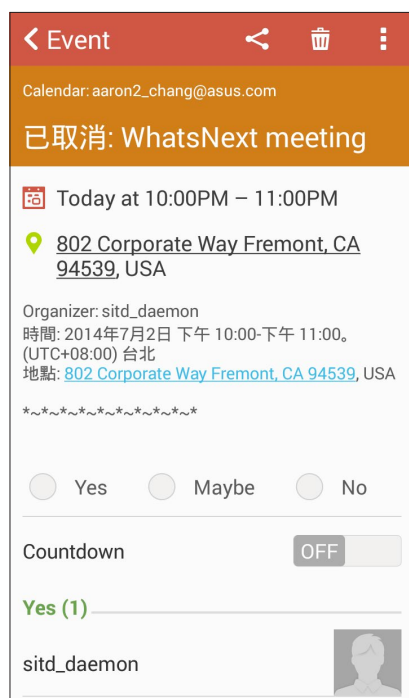 Event
Calendar: aaron2_chang@asus.com
已取消: WhatsNext meeting
Today at 10:00PM – 11:00PM
802 Corporate Way Fremont, CA
94539, USA
Organizer: sitd_daemon
時間: 2014年7月2日 下午 10:00-下午 11:00。
(UTC+08:00) 台北
地點: 802 Corporate Way Fremont, CA 94539, USA
*~*~*~*~*~*~*~*~*~*
Yes Maybe No
Countdown OFF
Yes (1)
sitd_daemon